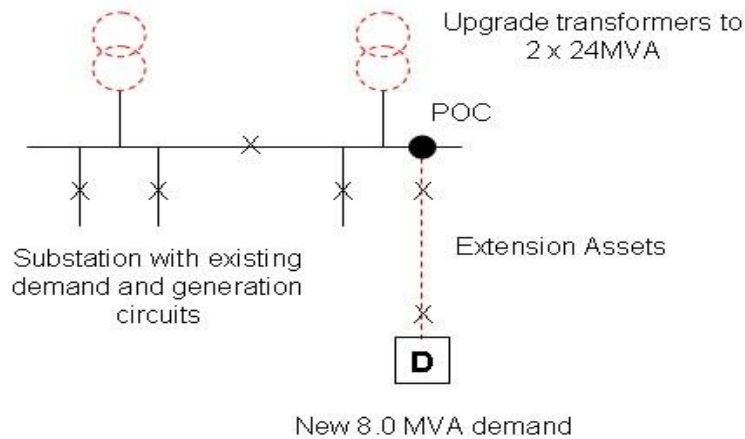 Upgrade transformers to
2 x 24MVA
POC
Extension Assets
Substation with existing
demand and generation
circuits
D
New 8.0 MVA demand